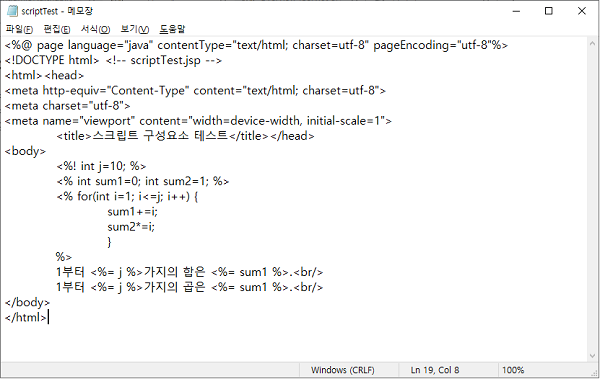 scriptTest - 메모장
파일(F) 편집(E) 서식(O) 보기(V) 도움말
<%@ page language="java" contentType="text/html; charset=utf-8" pageEncoding="utf-8"%>
<!DOCTYPE html> <!-- scriptTest.jsp -->
<html><head>
<meta http-equiv="Content-Type" content="text/html; charset=utf-8">
<meta charset="utf-8">
<meta name="viewport" content="width=device-width, initial-scale=1">
<title>스크립트 구성요소 테스트</title></head>
<body>
<%! int j=10; %>
<% int sum1=0; int sum2=1; %>
<% for(int i=1; i<=j; i++) {
sum1+=i;
sum2*=i;
}
%>
1부터 <%= j %>가지의 합은 <%= sum1 %>.<br/>
1부터 <%= j %>가지의 곱은 <%= sum1 %>.<br/>
</body>
</html>
Windows (CRLF) Ln 19, Col 8 100%